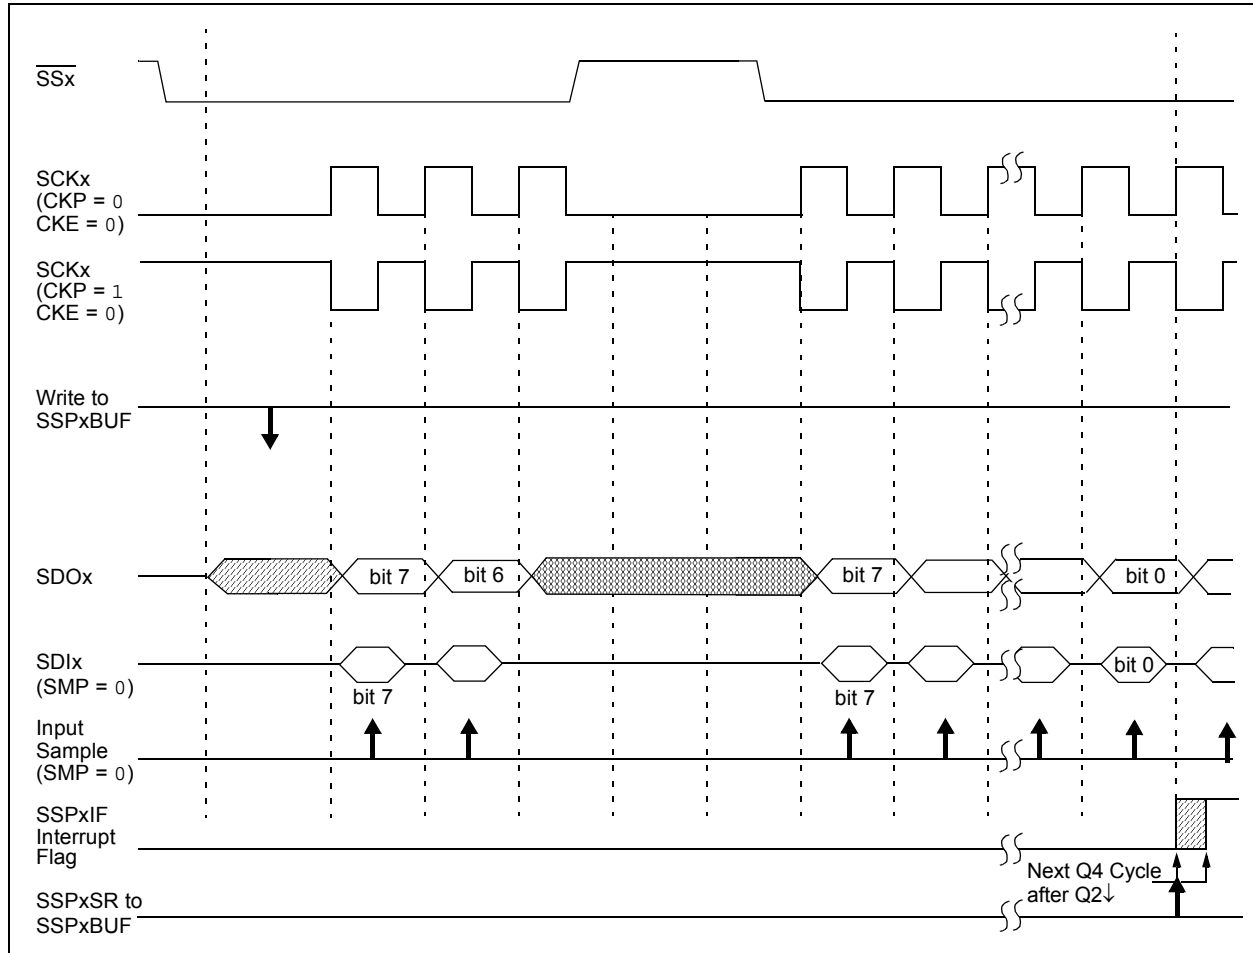 SSx
SCKx
(CKP = 0
CKE = 0)
SCKx
(CKP = 1
CKE = 0)
Write to
SSPxBUF
SDOx
bit 7
bit 6
bit 7
bit 0
SDIx
(SMP = 0)
bit 7
bit 7
bit 0
Input
Sample
(SMP = 0)
SSPxIF
Interrupt
Flag
Next Q4 Cycle
after Q2↓
SSPxSR to
SSPxBUF